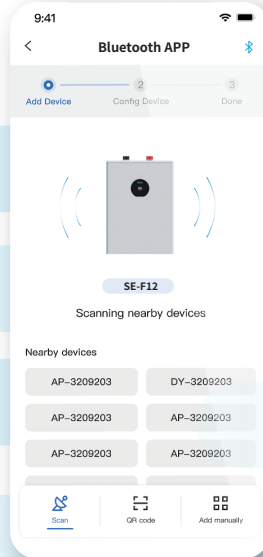 9:41
Bluetooth APP
2
3
Add Device
Config Device
Done
SE-F12
Scanning nearby devices
Nearby devices
AP-3209203
DY-3209203
AP-3209203
AP-3209203
AP-3209203
AP-3209203
Scan
QR code
Add manually